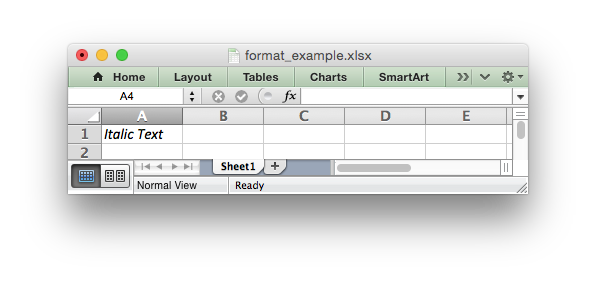 format_example.xlsx
Home Layout Tables Charts SmartArt
A4 fx
A B C D E
1 Italic Text
2
Sheet1 +
Normal View Ready